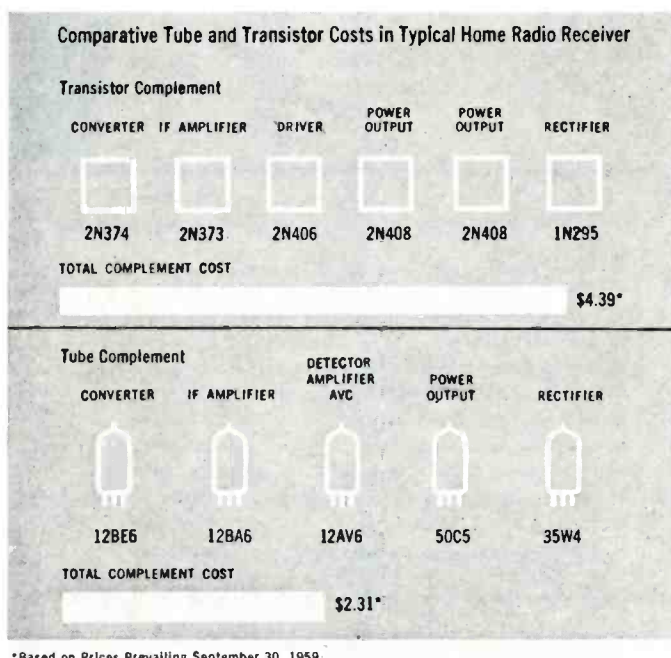 Comparative Tube and Transistor Costs in Typical Home Radio Receiver
Transistor Complement
CONVERTER IF AMPLIFIER DRIVER POWER OUTPUT POWER OUTPUT RECTIFIER
2N374 2N373 2N406 2N408 2N408 1N295
TOTAL COMPLEMENT COST
$4.39*
Tube Complement
CONVERTER IF AMPLIFIER DETECTOR AMPLIFIER AVC POWER OUTPUT RECTIFIER
12BE6 12BA6 12AV6 50C5 35W4
TOTAL COMPLEMENT COST
$2.31*
*Based on Prices Prevailing September 30, 1959.